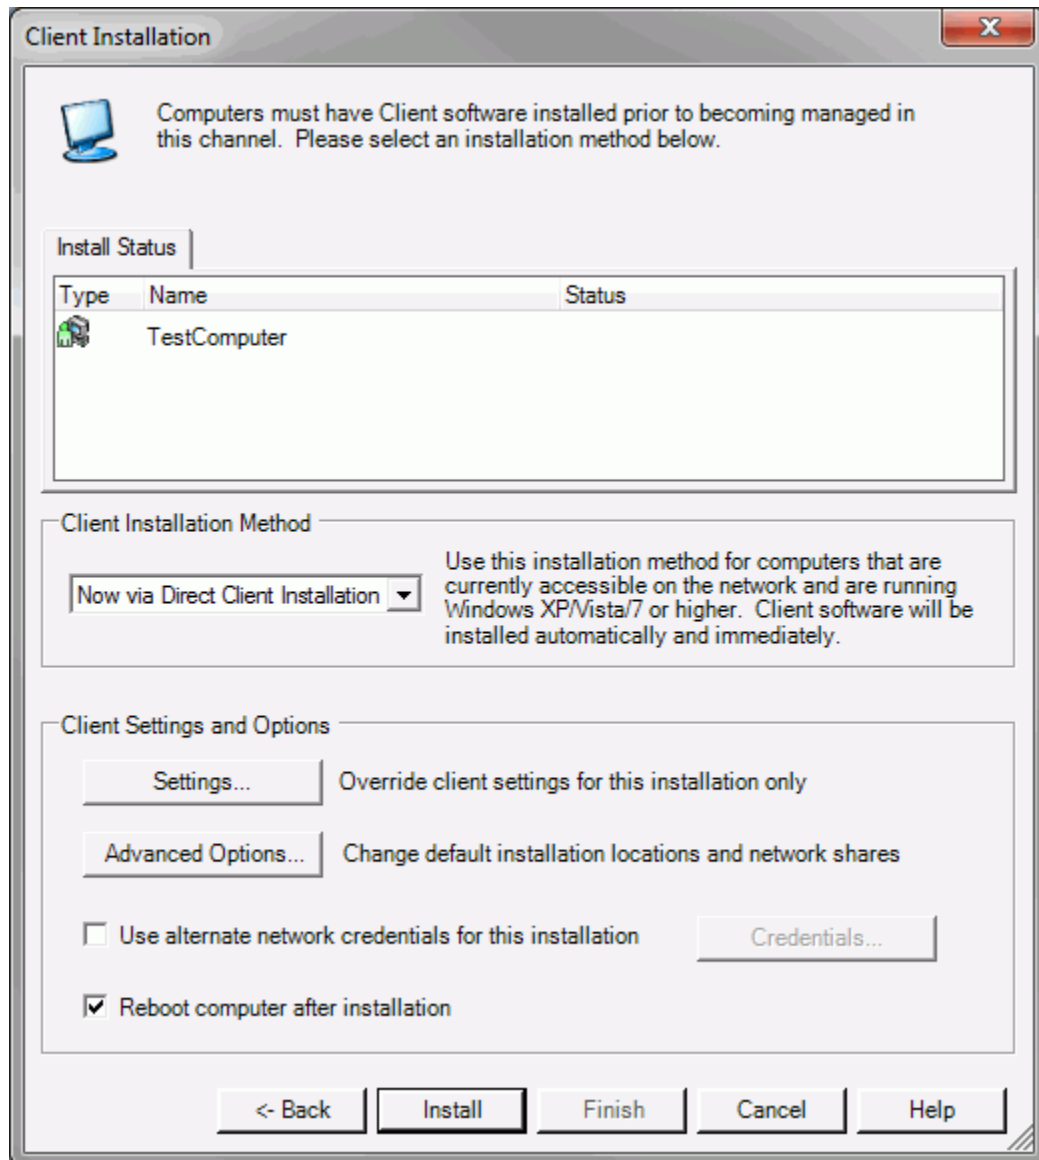 Client Installation
Computers must have Client software installed prior to becoming managed in
this channel.  Please select an installation method below.
Install Status
Type Name Status
TestComputer
Client Installation Method
Now via Direct Client Installation
Use this installation method for computers that are
currently accessible on the network and are running
Windows XP/Vista/7 or higher.  Client software will be
installed automatically and immediately.
Client Settings and Options
Settings... Override client settings for this installation only
Advanced Options... Change default installation locations and network shares
Use alternate network credentials for this installation Credentials...
Reboot computer after installation
<- Back Install Finish Cancel Help